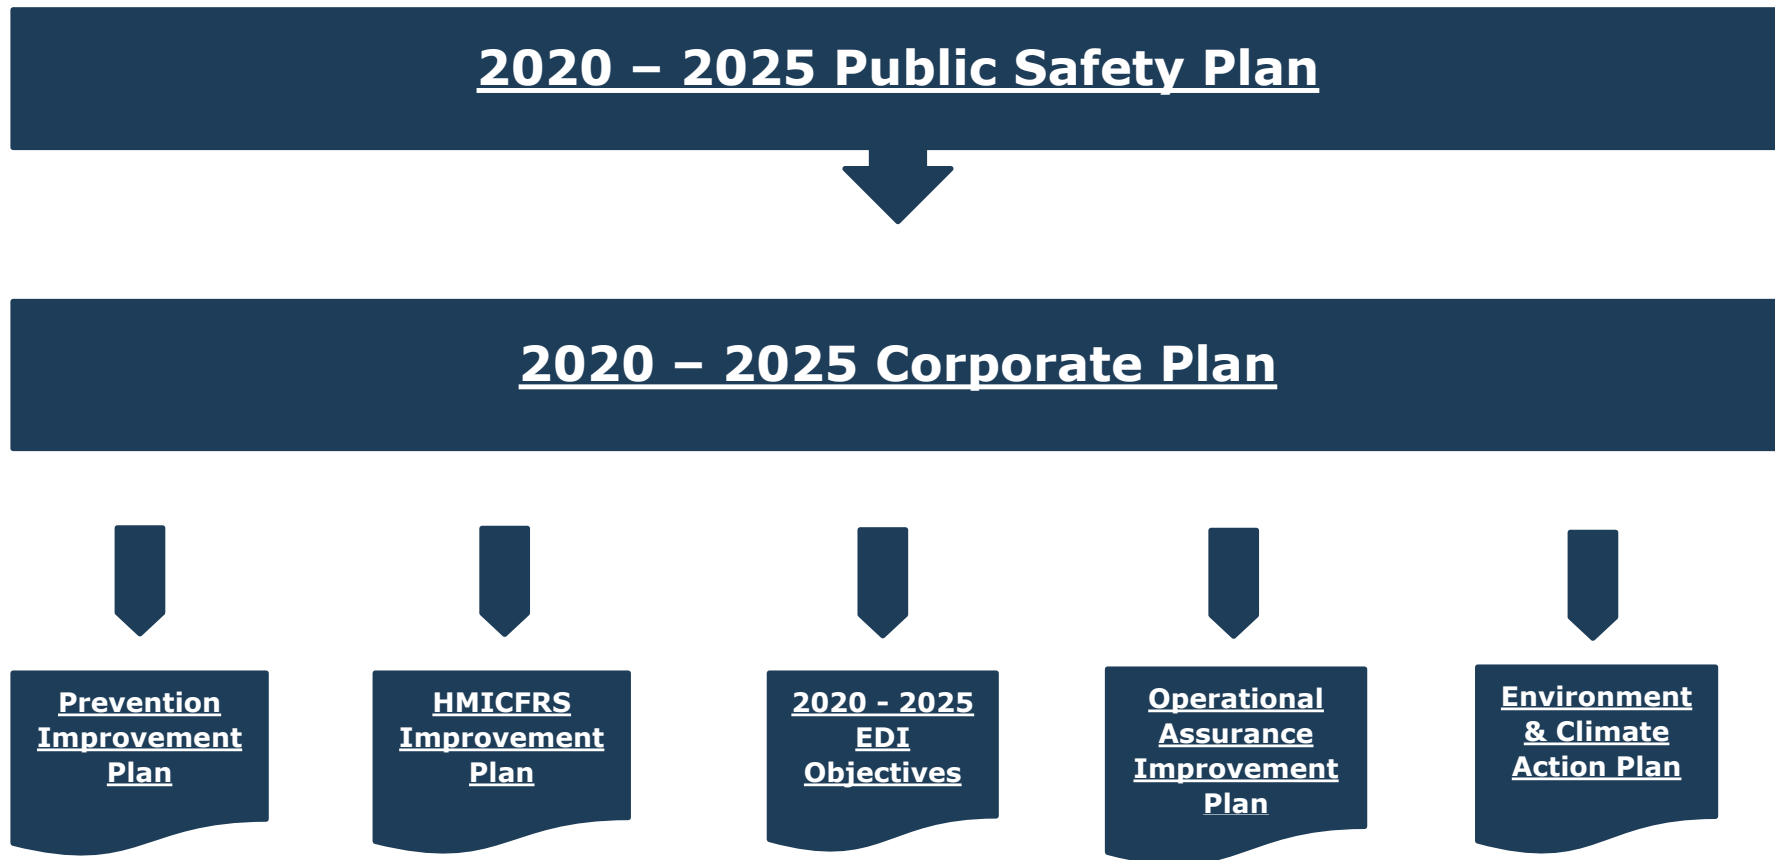 2020 – 2025 Public Safety Plan
2020 – 2025 Corporate Plan
Prevention
Improvement
Plan
HMICFRS
Improvement
Plan
2020 – 2025
EDI
Objectives
Operational
Assurance
Improvement
Plan
Environment
& Climate
Action Plan